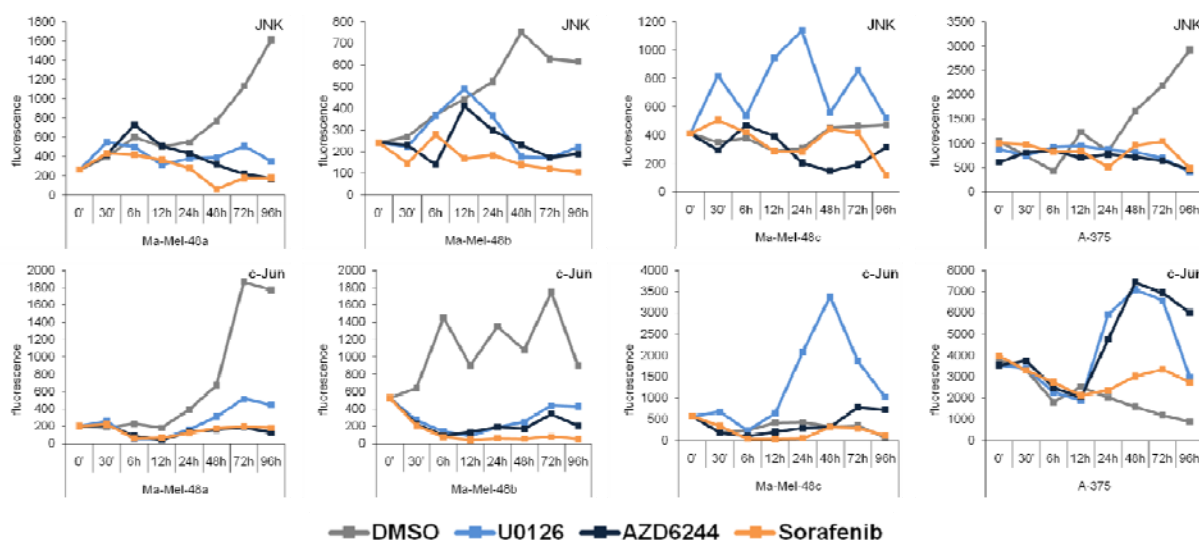 JNK
1800
1600
1400
1200
1000
800
600
400
200
0
fluorescence
0' 30' 6h 12h 24h 48h 72h 96h
Ma-Mel-48a
JNK
800
700
600
500
400
300
200
100
0
fluorescence
0' 30' 6h 12h 24h 48h 72h 96h
Ma-Mel-48b
JNK
1200
1000
800
600
400
200
0
fluorescence
0' 30' 6h 12h 24h 48h 72h 96h
Ma-Mel-48c
JNK
3500
3000
2500
2000
1500
1000
500
0
fluorescence
0' 30' 6h 12h 24h 48h 72h 96h
A-375
c-Jun
2000
1800
1600
1400
1200
1000
800
600
400
200
0
fluorescence
0' 30' 6h 12h 24h 48h 72h 96h
Ma-Mel-48a
c-Jun
2000
1800
1600
1400
1200
1000
800
600
400
200
0
fluorescence
0' 30' 6h 12h 24h 48h 72h 96h
Ma-Mel-48b
c-Jun
4000
3500
3000
2500
2000
1500
1000
500
0
fluorescence
0' 30' 6h 12h 24h 48h 72h 96h
Ma-Mel-48c
c-Jun
8000
7000
6000
5000
4000
3000
2000
1000
0
fluorescence
0' 30' 6h 12h 24h 48h 72h 96h
A-375
DMSO U0126 AZD6244 Sorafenib